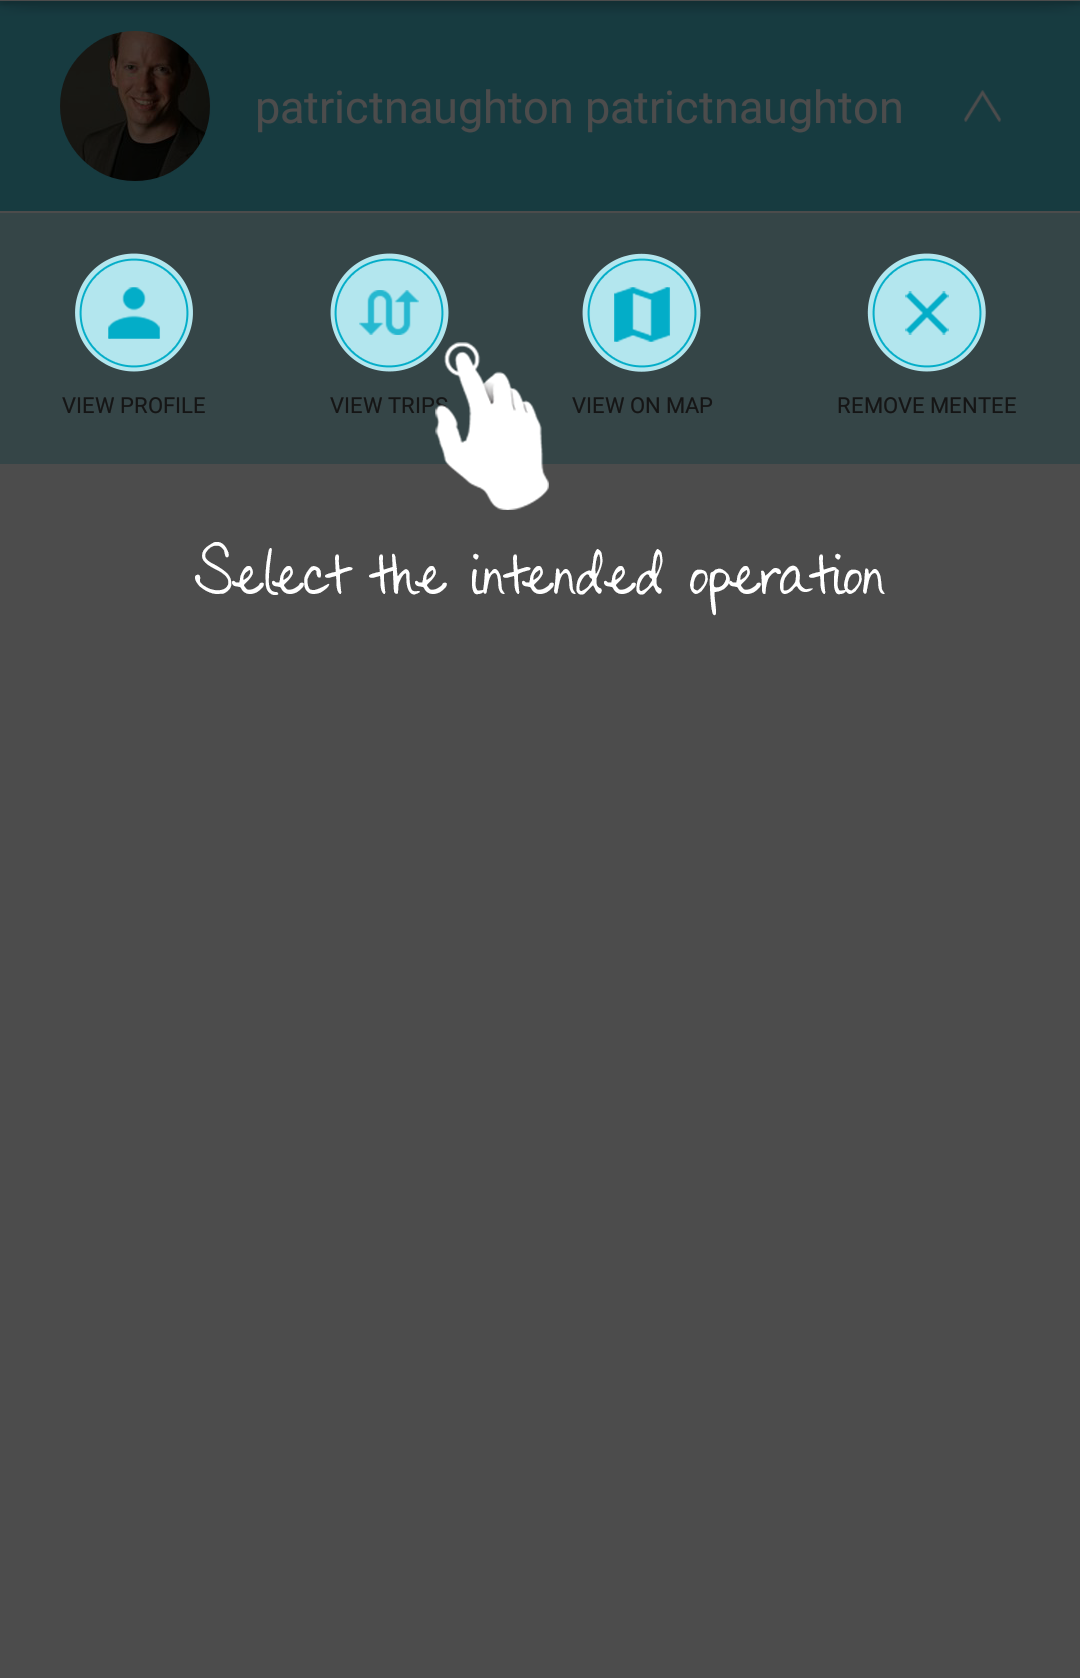 patrictnaughton patrictnaughton
VIEW PROFILE
VIEW TRIPS
VIEW ON MAP
REMOVE MENTEE
Select the intended operation